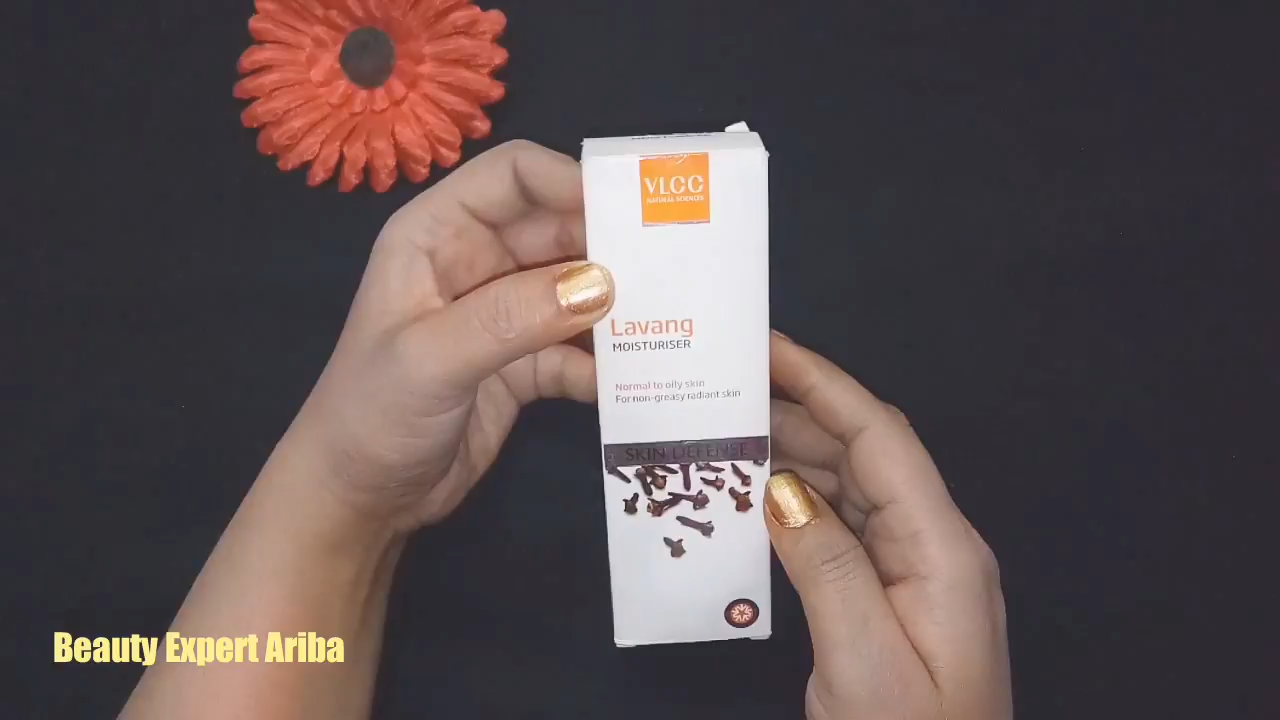 VLCC
NATURAL SCIENCES
Lavang
MOISTURISER
Normal to oily skin
For non-greasy radiant skin
SKIN DEFENSE
Beauty Expert Ariba